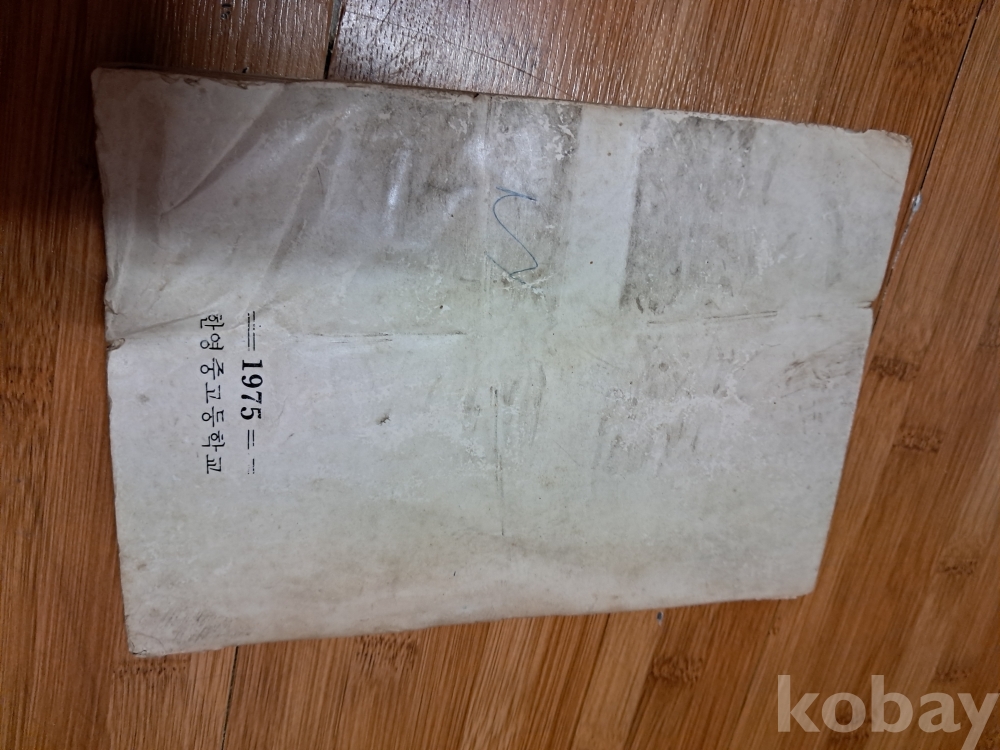 == 1975 ==
한영중고등학교
kobay